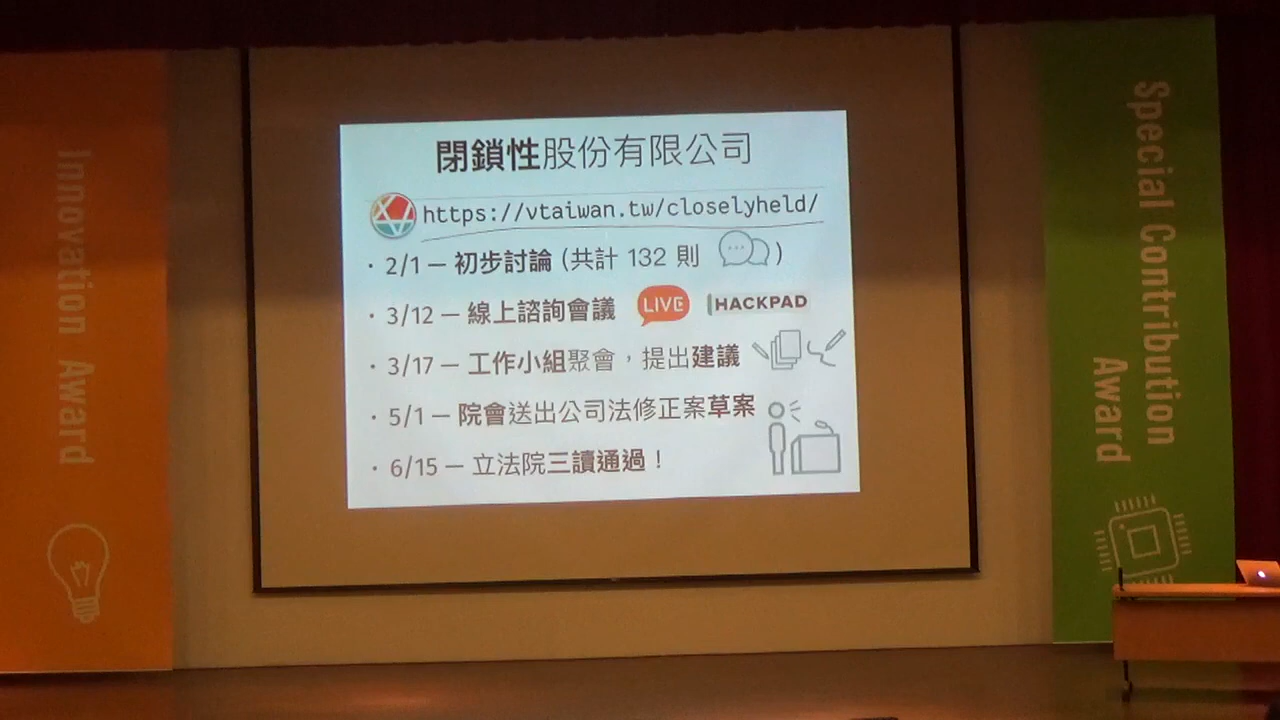 閉鎖性股份有限公司
https://vtaiwan.tw/closelyheld/
· 2/1 — 初步討論 (共計 132 則 )
· 3/12 — 線上諮詢會議 LIVE HACKPAD
· 3/17 — 工作小組聚會，提出建議
· 5/1 — 院會送出公司法修正案草案
· 6/15 — 立法院三讀通過！
Innovation Award
Special Contribution
Award